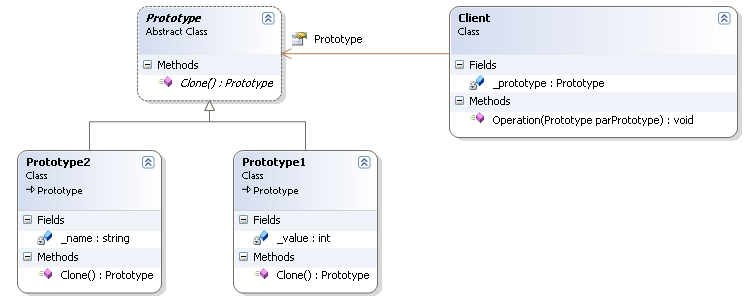 Prototype
Abstract Class
Methods
Clone() : Prototype
Prototype
Client
Class
Fields
_prototype : Prototype
Methods
Operation(Prototype parPrototype) : void
Prototype2
Class
Prototype
Fields
_name : string
Methods
Clone() : Prototype
Prototype1
Class
Prototype
Fields
_value : int
Methods
Clone() : Prototype